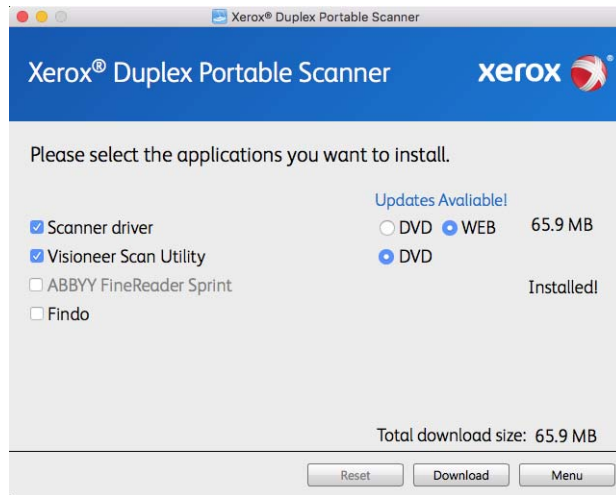 Xerox® Duplex Portable Scanner
Xerox® Duplex Portable Scanner xerox®
Please select the applications you want to install.
Updates Avaliable!
Scanner driver DVD WEB 65.9 MB
Visioneer Scan Utility DVD
ABBYY FineReader Sprint Installed!
Findo
Total download size: 65.9 MB
Reset Download Menu